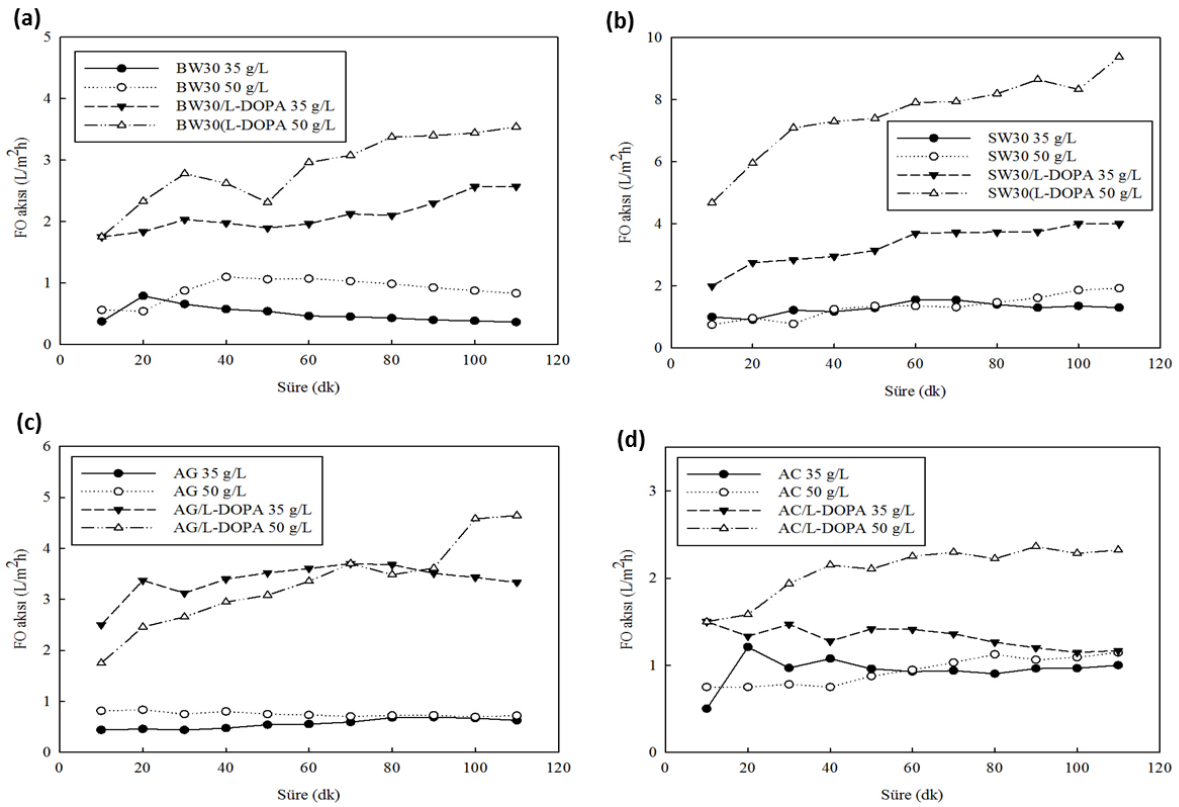 (a)
5
4
3
2
1
0
FO akısı (L/m²h)
BW30 35 g/L
BW30 50 g/L
BW30/L-DOPA 35 g/L
BW30(L-DOPA 50 g/L
0 20 40 60 80 100 120
Süre (dk)
(b)
10
8
6
4
2
0
FO akısı (L/m²h)
SW30 35 g/L
SW30 50 g/L
SW30/L-DOPA 35 g/L
SW30(L-DOPA 50 g/L
0 20 40 60 80 100 120
Süre (dk)
(c)
6
5
4
3
2
1
0
FO akısı (L/m²h)
AG 35 g/L
AG 50 g/L
AG/L-DOPA 35 g/L
AG/L-DOPA 50 g/L
0 20 40 60 80 100 120
Süre (dk)
(d)
3
2
1
0
FO akısı (L/m²h)
AC 35 g/L
AC 50 g/L
AC/L-DOPA 35 g/L
AC/L-DOPA 50 g/L
0 20 40 60 80 100 120
Süre (dk)